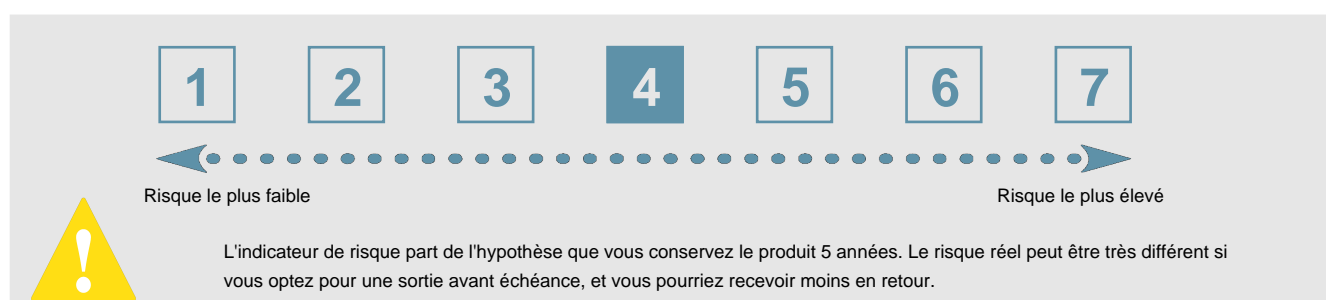 1 2 3 4 5 6 7
Risque le plus faible Risque le plus élevé
L'indicateur de risque part de l'hypothèse que vous conservez le produit 5 années. Le risque réel peut être très différent si
vous optez pour une sortie avant échéance, et vous pourriez recevoir moins en retour.